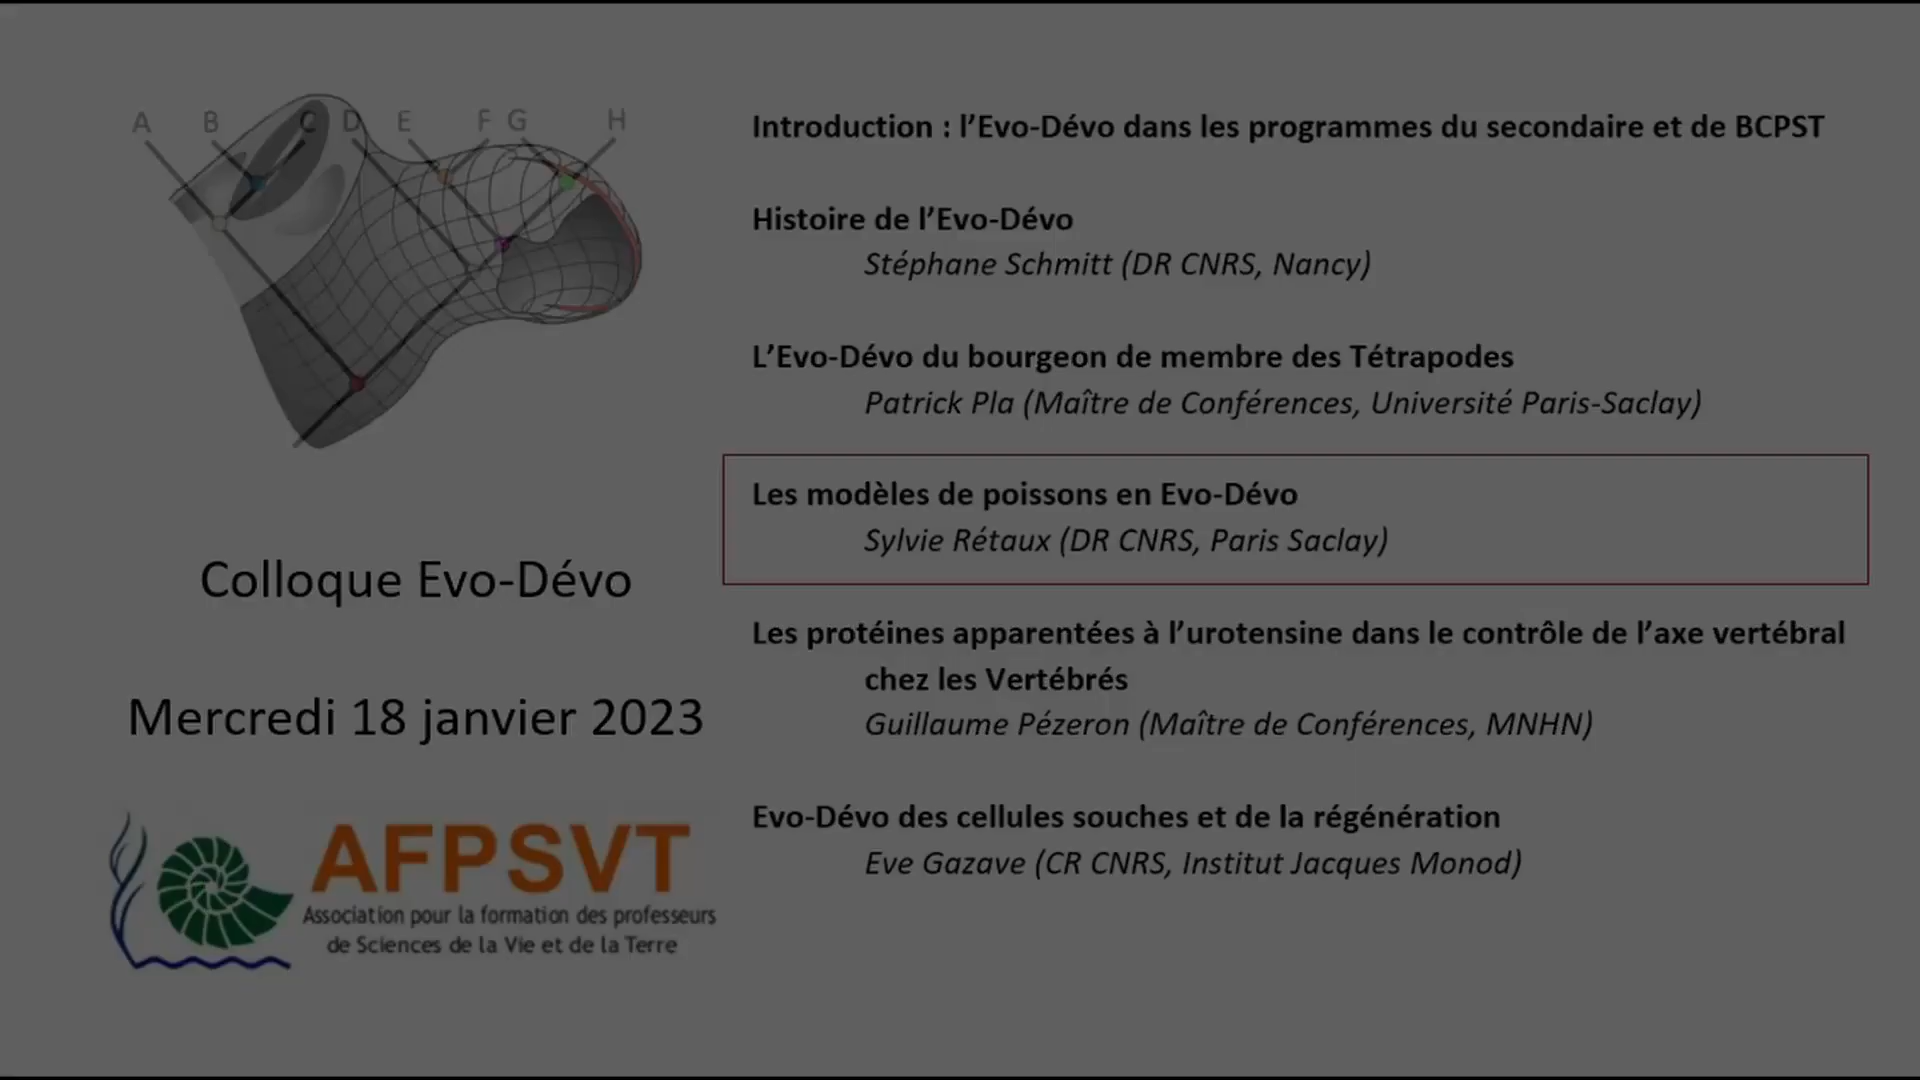 A B C D E F G H
Introduction : l’Evo-Dévo dans les programmes du secondaire et de BCPST
Histoire de l’Evo-Dévo
Stéphane Schmitt (DR CNRS, Nancy)
L’Evo-Dévo du bourgeon de membre des Tétrapodes
Patrick Pla (Maître de Conférences, Université Paris-Saclay)
Les modèles de poissons en Evo-Dévo
Sylvie Rétaux (DR CNRS, Paris Saclay)
Les protéines apparentées à l’urotensine dans le contrôle de l’axe vertébral
chez les Vertébrés
Guillaume Pézeron (Maître de Conférences, MNHN)
Evo-Dévo des cellules souches et de la régénération
Eve Gazave (CR CNRS, Institut Jacques Monod)
Colloque Evo-Dévo
Mercredi 18 janvier 2023
AFPSVT
Association pour la formation des professeurs
de Sciences de la Vie et de la Terre